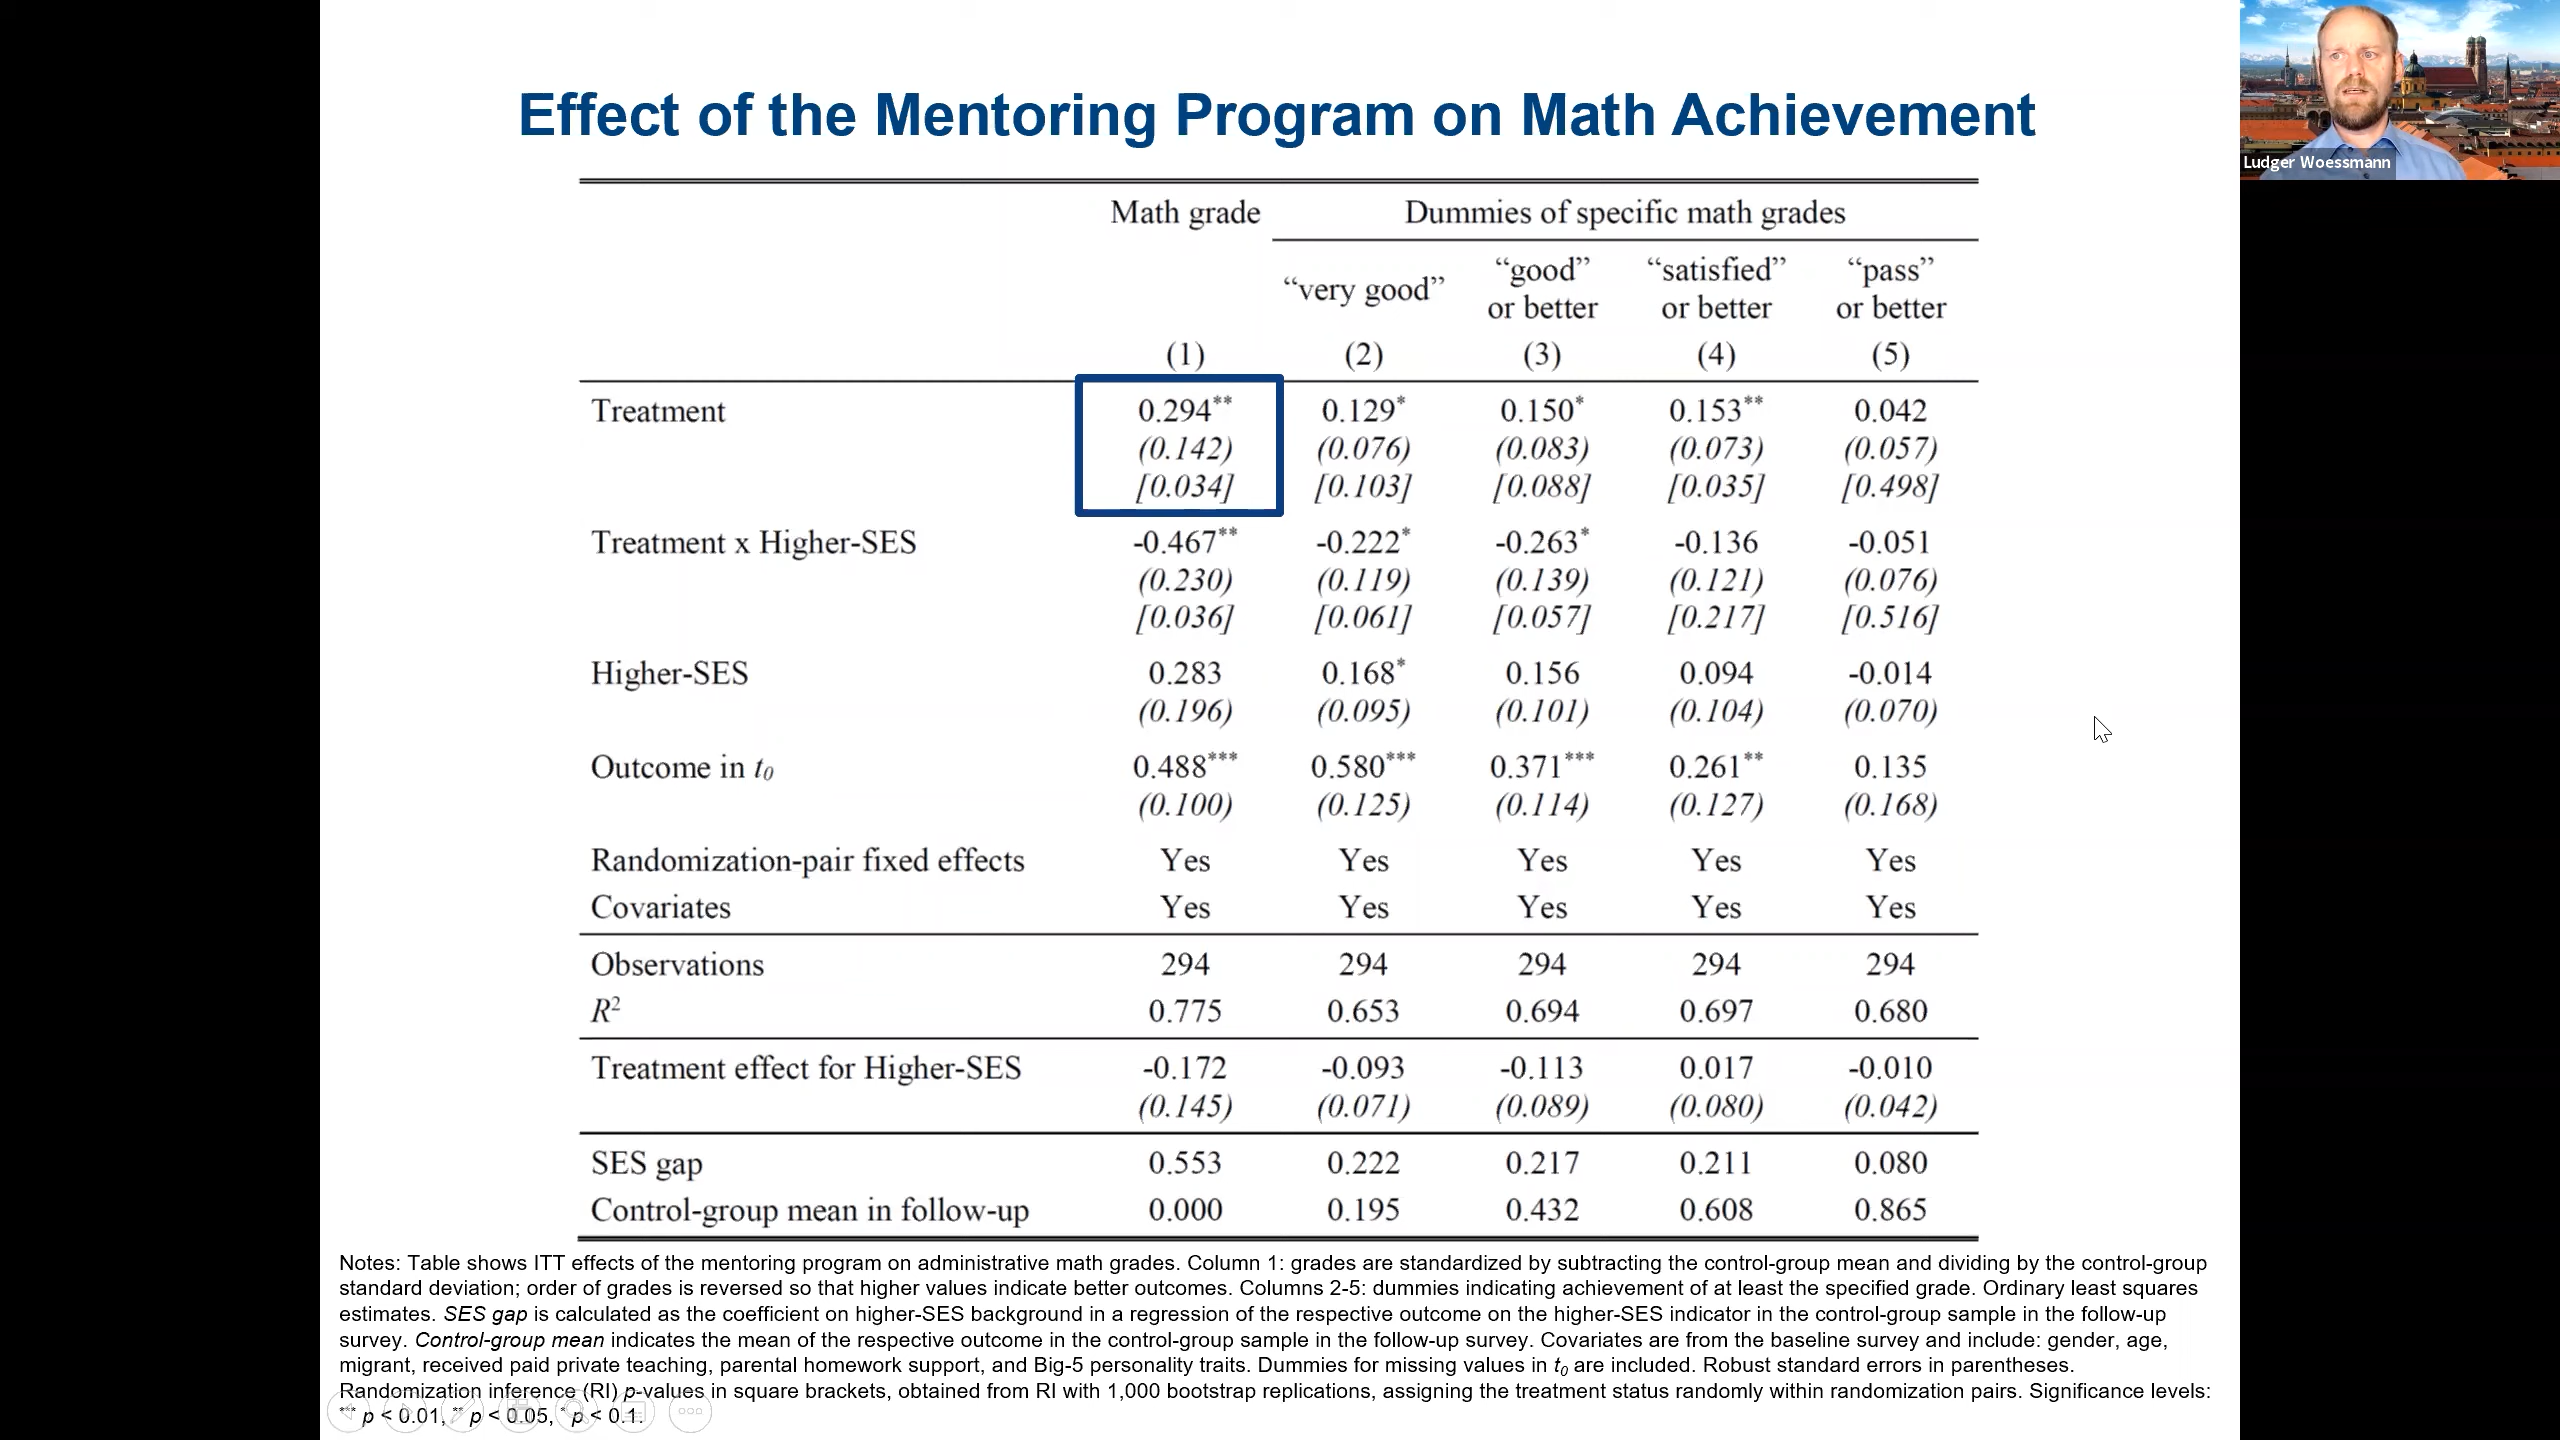 Effect of the Mentoring Program on Math Achievement
Ludger Woessmann
Math grade Dummies of specific math grades
“very good” “good” or better “satisfied” or better “pass” or better
(1) (2) (3) (4) (5)
Treatment 0.294** 0.129* 0.150* 0.153** 0.042
(0.142) (0.076) (0.083) (0.073) (0.057)
[0.034] [0.103] [0.088] [0.035] [0.498]
Treatment x Higher-SES -0.467** -0.222* -0.263* -0.136 -0.051
(0.230) (0.119) (0.139) (0.121) (0.076)
[0.036] [0.061] [0.057] [0.217] [0.516]
Higher-SES 0.283 0.168* 0.156 0.094 -0.014
(0.196) (0.095) (0.101) (0.104) (0.070)
Outcome in t0 0.488*** 0.580*** 0.371*** 0.261** 0.135
(0.100) (0.125) (0.114) (0.127) (0.168)
Randomization-pair fixed effects Yes Yes Yes Yes Yes
Covariates Yes Yes Yes Yes Yes
Observations 294 294 294 294 294
R2 0.775 0.653 0.694 0.697 0.680
Treatment effect for Higher-SES -0.172 -0.093 -0.113 0.017 -0.010
(0.145) (0.071) (0.089) (0.080) (0.042)
SES gap 0.553 0.222 0.217 0.211 0.080
Control-group mean in follow-up 0.000 0.195 0.432 0.608 0.865
Notes: Table shows ITT effects of the mentoring program on administrative math grades. Column 1: grades are standardized by subtracting the control-group mean and dividing by the control-group
standard deviation; order of grades is reversed so that higher values indicate better outcomes. Columns 2-5: dummies indicating achievement of at least the specified grade. Ordinary least squares
estimates. SES gap is calculated as the coefficient on higher-SES background in a regression of the respective outcome on the higher-SES indicator in the control-group sample in the follow-up
survey. Control-group mean indicates the mean of the respective outcome in the control-group sample in the follow-up survey. Covariates are from the baseline survey and include: gender, age,
migrant, received paid private teaching, parental homework support, and Big-5 personality traits. Dummies for missing values in t0 are included. Robust standard errors in parentheses.
Randomization inference (RI) p-values in square brackets, obtained from RI with 1,000 bootstrap replications, assigning the treatment status randomly within randomization pairs. Significance levels:
*** p < 0.01, ** p < 0.05, * p < 0.1.